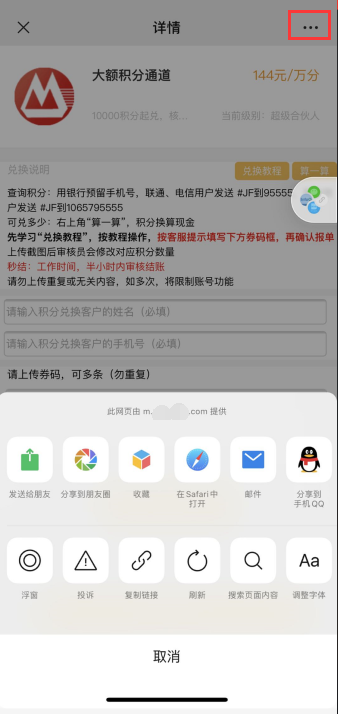 详情
大额积分通道
144元/万分
10000积分起兑，核...
当前级别：超级合伙人
兑换说明
兑换教程
算一算
查询积分：用银行预留手机号，联通、电信用户发送 #JF到95555
户发送 #JF到1065795555
可兑多少：右上角“算一算”，积分换算现金
先学习“兑换教程”，按教程操作，按客服提示填写下方券码框，再确认报单
上传截图后审核员会修改对应积分数量
秒结：工作时间，半小时内审核结账
请勿上传重复或无关内容，如多次，将限制账号功能
请输入积分兑换客户的姓名（必填）
请输入积分兑换客户的手机号（必填）
请上传券码，可多条（勿重复）
此网页由 m. .com 提供
发送给朋友
分享到朋友圈
收藏
在 Safari 中
打开
邮件
分享到
手机QQ
浮窗
投诉
复制链接
刷新
搜索页面内容
Aa
调整字体
取消